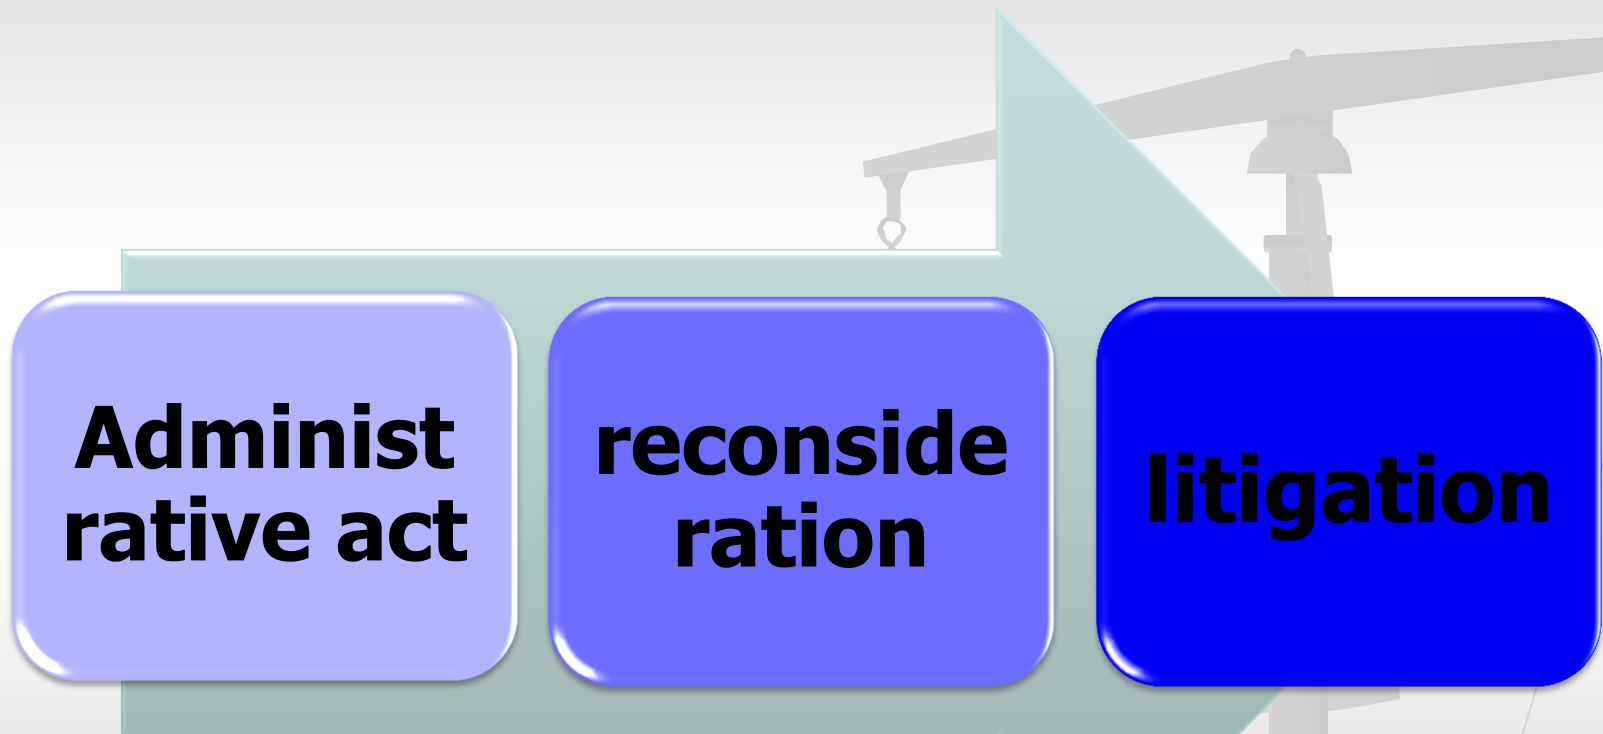 Administ
rative act
reconside
ration
litigation